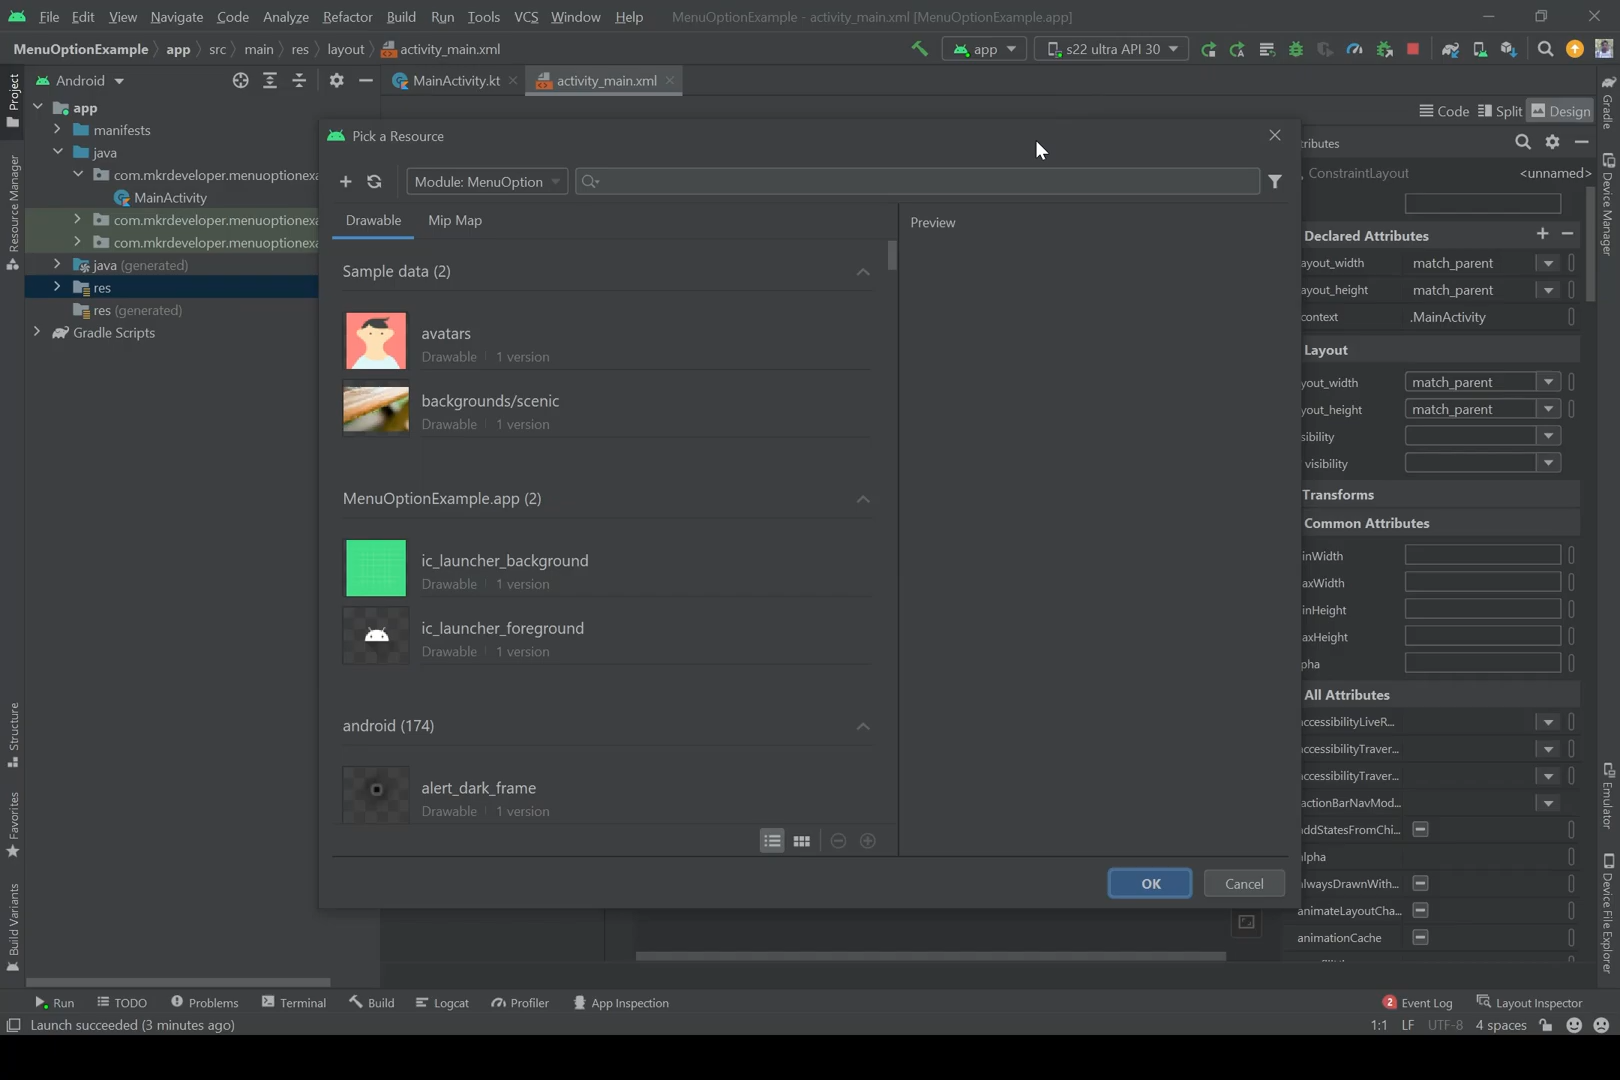 File Edit View Navigate Code Analyze Refactor Build Run Tools VCS Window Help MenuOptionExample - activity_main.xml [MenuOptionExample.app]
MenuOptionExample app src main res layout activity_main.xml app s22 ultra API 30
Project
Android
MainActivity.kt activity_main.xml
Gradle
app
manifests
java
com.mkrdeveloper.menuoptionexa
MainActivity
com.mkrdeveloper.menuoptionexa
com.mkrdeveloper.menuoptionexa
java (generated)
res
res (generated)
Gradle Scripts
Resource Manager
Structure
Favorites
Build Variants
Pick a Resource
Module: MenuOption
Drawable Mip Map
Preview
Sample data (2)
avatars
Drawable 1 version
backgrounds/scenic
Drawable 1 version
MenuOptionExample.app (2)
ic_launcher_background
Drawable 1 version
ic_launcher_foreground
Drawable 1 version
android (174)
alert_dark_frame
Drawable 1 version
OK Cancel
Code Split Design
ributes
ConstraintLayout <unnamed>
Declared Attributes
ayout_width match_parent
ayout_height match_parent
context .MainActivity
Layout
yout_width match_parent
yout_height match_parent
sibility
visibility
Transforms
Common Attributes
inWidth
axWidth
inHeight
axHeight
pha
All Attributes
ccessibilityLiveR...
ccessibilityTraver...
ccessibilityTraver...
actionBarNavMod...
ddStatesFromChi...
lpha
lwaysDrawnWith...
animateLayoutCha...
animationCache
Device Manager
Emulator
Device File Explorer
Run TODO Problems Terminal Build Logcat Profiler App Inspection 2 Event Log Layout Inspector
Launch succeeded (3 minutes ago) 1:1 LF UTF-8 4 spaces